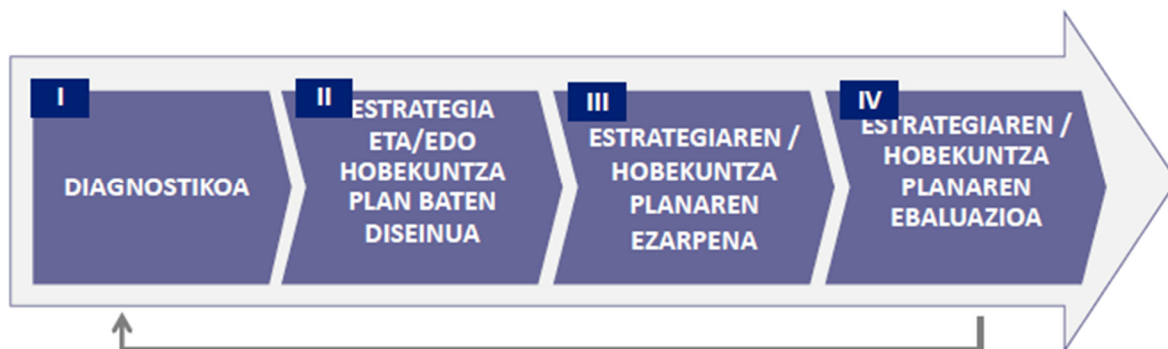 I
DIAGNOSTIKOA
II
ESTRATEGIA
ETA/EDO
HOBEKUNTZA
PLAN BATEN
DISEINUA
III
ESTRATEGIAREN /
HOBEKUNTZA
PLANAREN
EZARPENA
IV
ESTRATEGIAREN /
HOBEKUNTZA
PLANAREN
EBALUAZIOA